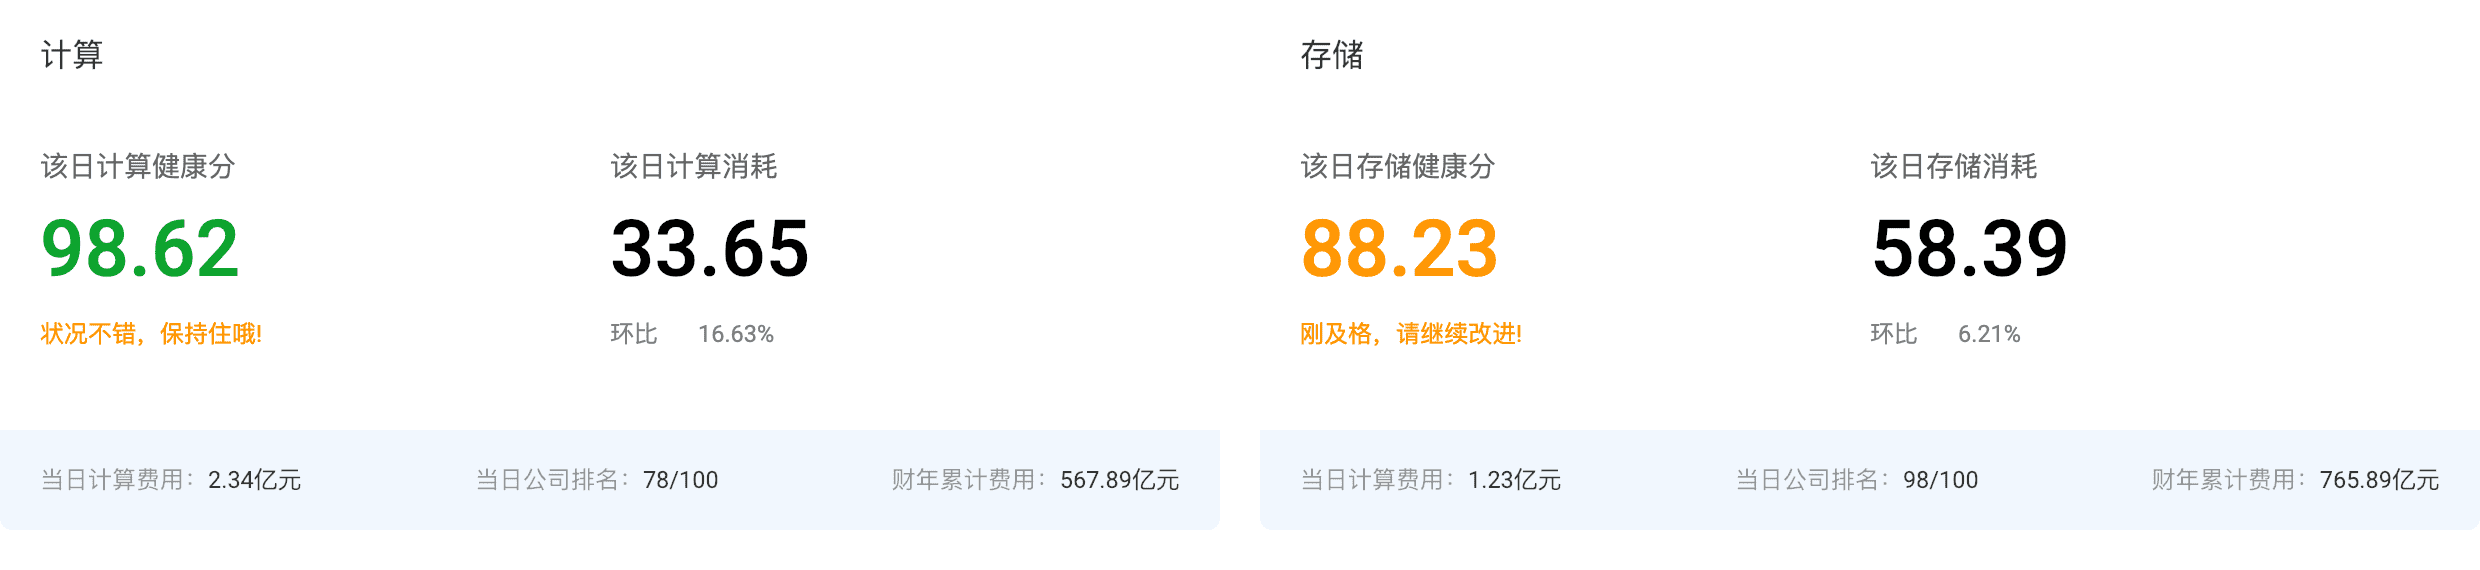 计算
该日计算健康分
98.62
状况不错，保持住哦!
该日计算消耗
33.65
环比 16.63%
当日计算费用： 2.34亿元
当日公司排名： 78/100
财年累计费用： 567.89亿元
存储
该日存储健康分
88.23
刚及格，请继续改进!
该日存储消耗
58.39
环比 6.21%
当日计算费用： 1.23亿元
当日公司排名： 98/100
财年累计费用： 765.89亿元